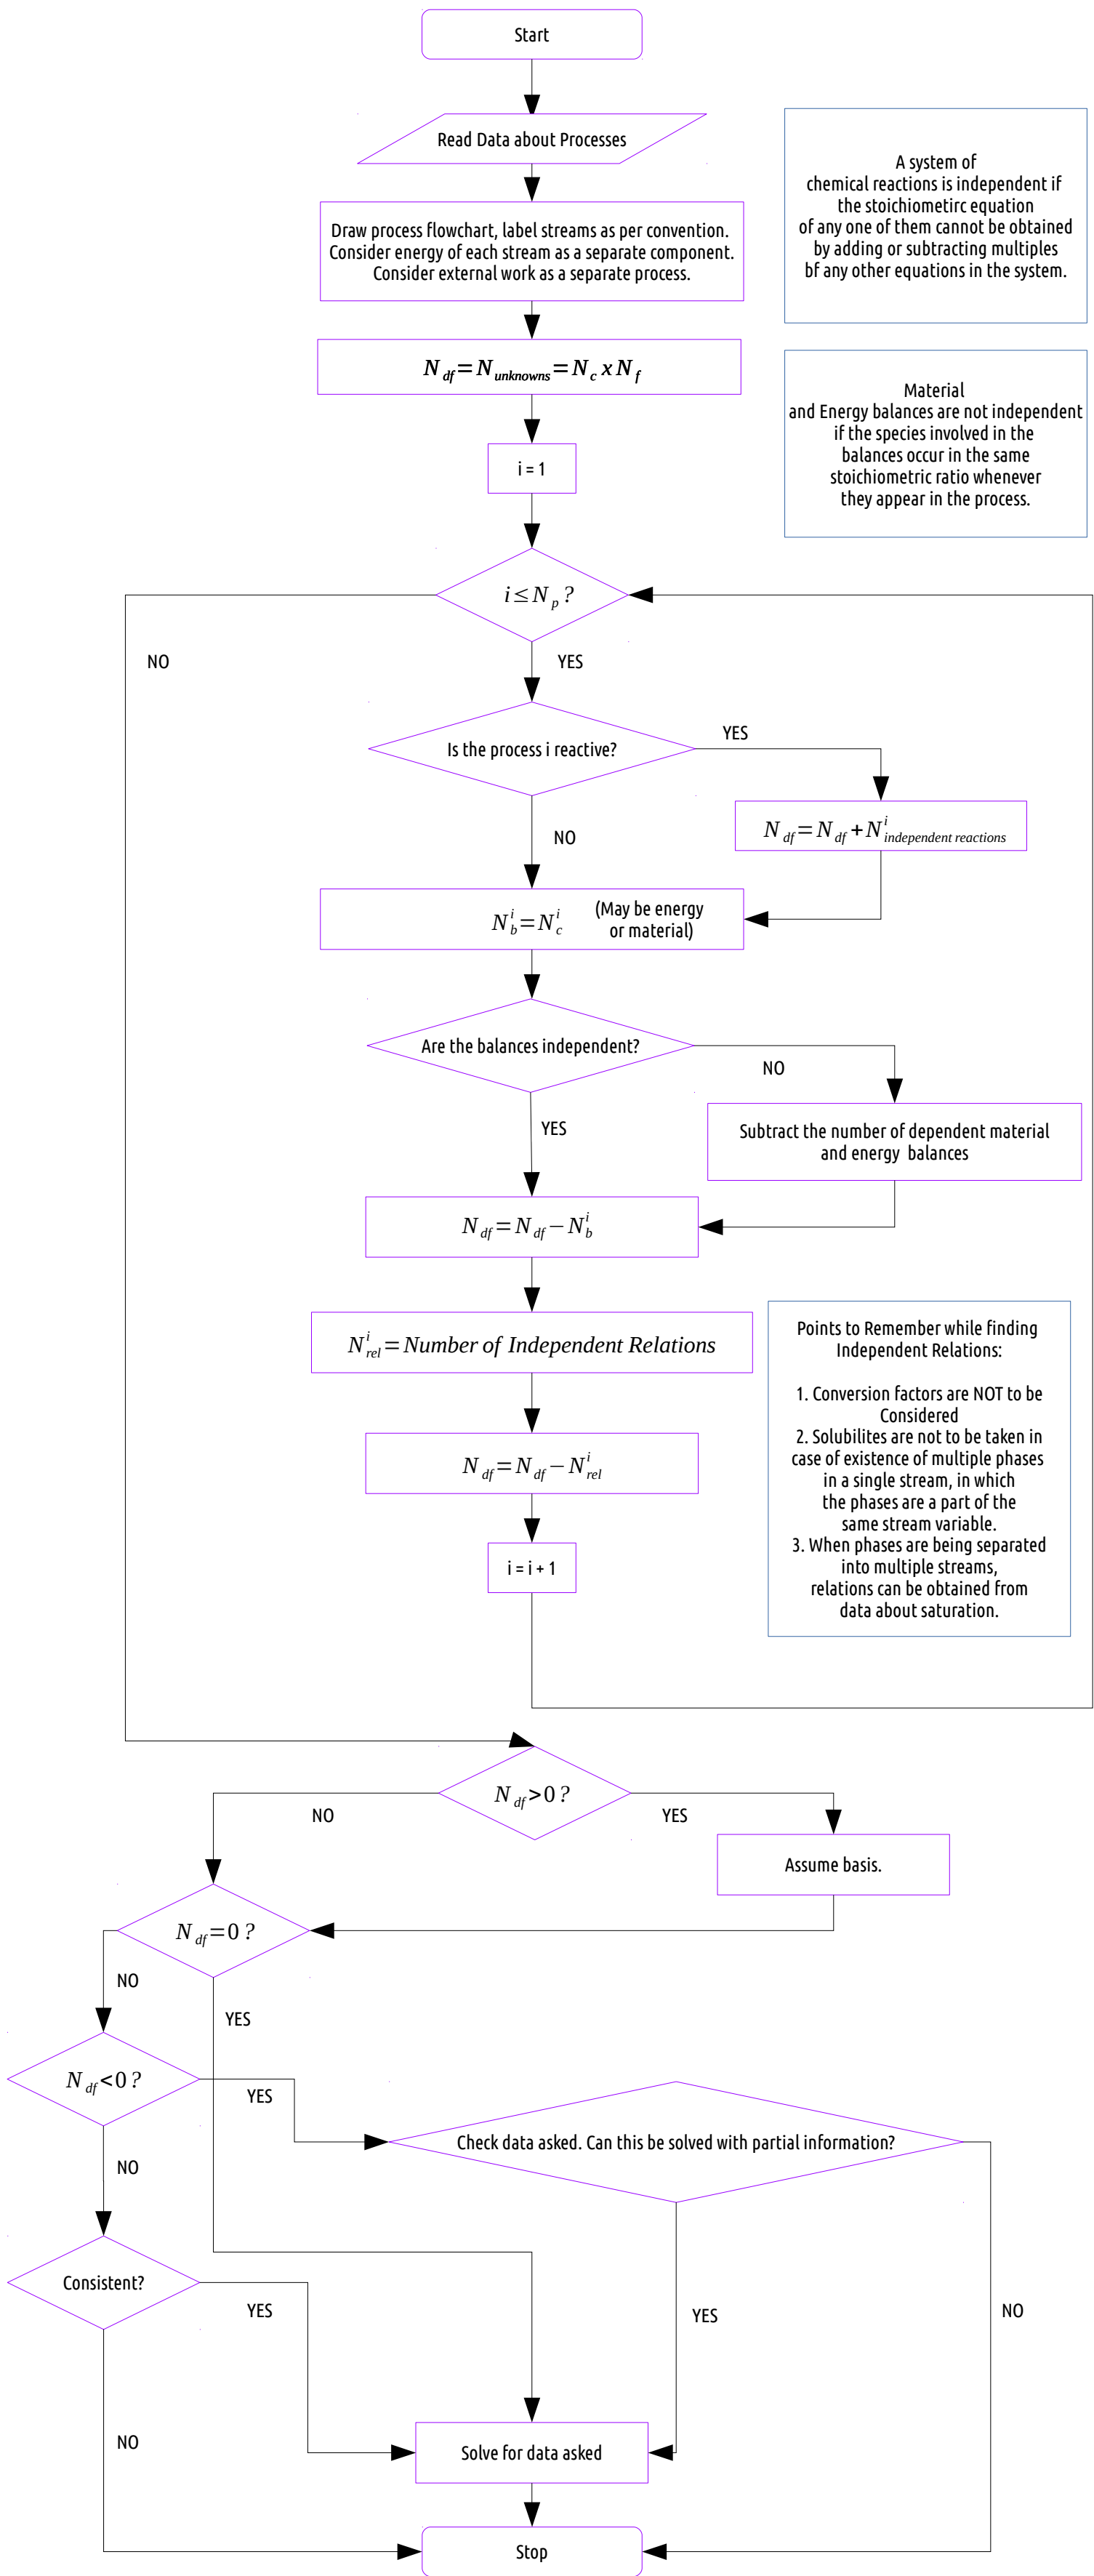 Start
Read Data about Processes
A system of
chemical reactions is independent if
the stoichiometirc equation
of any one of them cannot be obtained
by adding or subtracting multiples
bf any other equations in the system.
Draw process flowchart, label streams as per convention.
Consider energy of each stream as a separate component.
Consider external work as a separate process.
N_df = N_unknowns = N_c x N_f
Material
and Energy balances are not independent
if the species involved in the
balances occur in the same
stoichiometric ratio whenever
they appear in the process.
i = 1
i ≤ N_p ?
NO
YES
Is the process i reactive?
YES
N_df = N_df + N^i_independent reactions
NO
N^i_b = N^i_c
(May be energy
or material)
Are the balances independent?
NO
YES
Subtract the number of dependent material
and energy balances
N_df = N_df − N^i_b
N^i_rel = Number of Independent Relations
Points to Remember while finding
Independent Relations:
1. Conversion factors are NOT to be
Considered
2. Solubilites are not to be taken in
case of existence of multiple phases
in a single stream, in which
the phases are a part of the
same stream variable.
3. When phases are being separated
into multiple streams,
relations can be obtained from
data about saturation.
N_df = N_df − N^i_rel
i = i + 1
N_df > 0 ?
NO
YES
Assume basis.
N_df = 0 ?
NO
YES
N_df < 0 ?
YES
Check data asked. Can this be solved with partial information?
NO
Consistent?
YES
YES
NO
NO
Solve for data asked
Stop